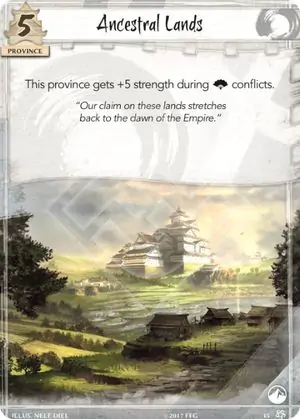 Ancestral Lands
5
PROVINCE
This province gets +5 strength during conflicts.
“Our claim on these lands stretches
back to the dawn of the Empire.”
ILLUS. NELE DIEL
© 2017 FFG